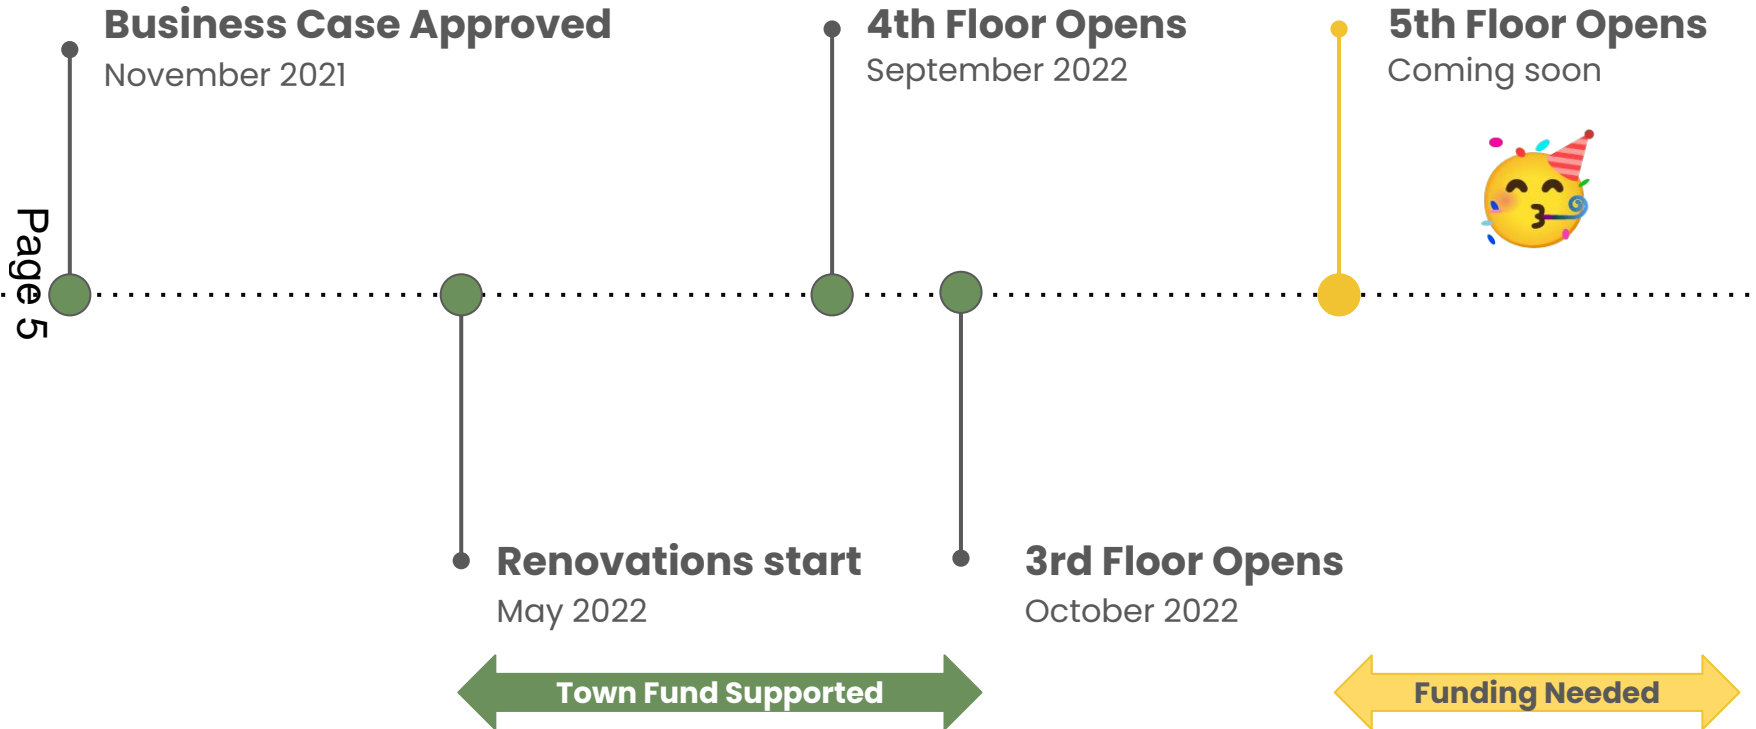 Business Case Approved
November 2021
4th Floor Opens
September 2022
5th Floor Opens
Coming soon
Page 5
Renovations start
May 2022
3rd Floor Opens
October 2022
Town Fund Supported
Funding Needed